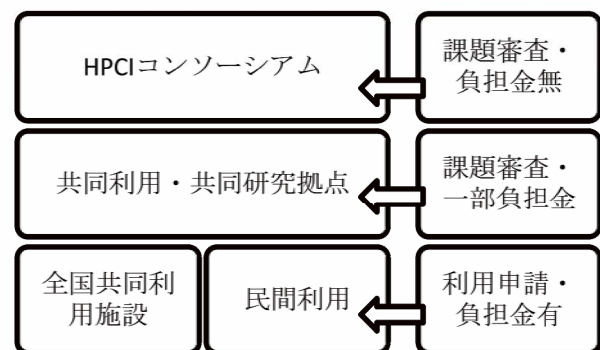 HPCIコンソーシアム
課題審査・
負担金無
共同利用・共同研究拠点
課題審査・
一部負担金
全国共同利
用施設
民間利用
利用申請・
負担金有